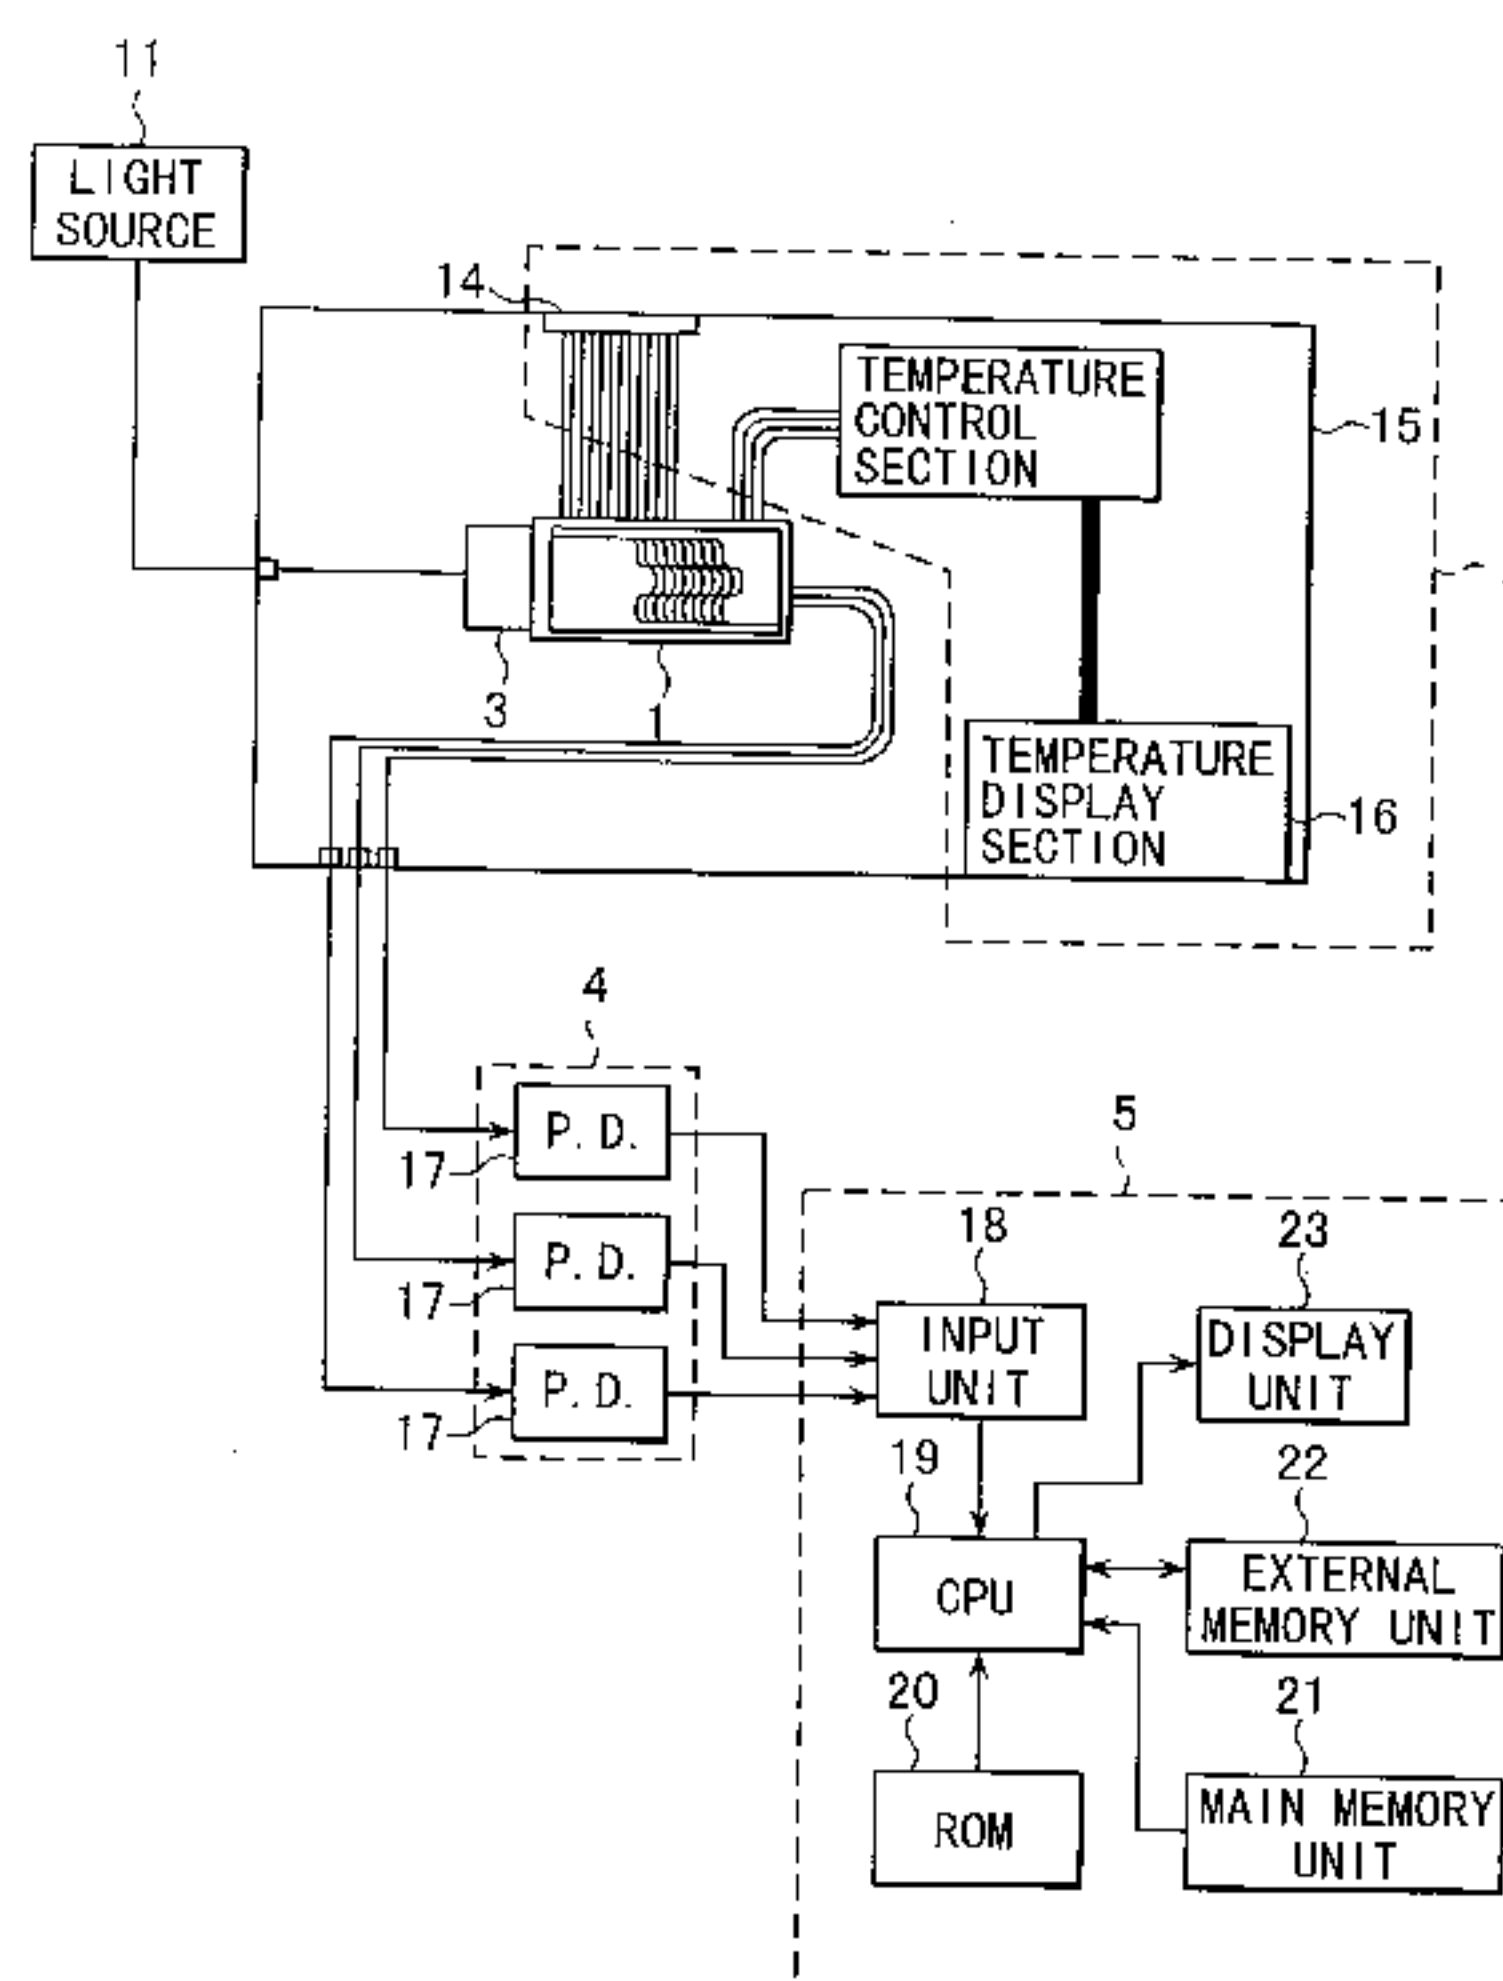 11
LIGHT
SOURCE
14
TEMPERATURE
CONTROL
SECTION
15
3
1
TEMPERATURE
DISPLAY
SECTION
16
4
P.D.
17
P.D.
17
P.D.
17
5
18
INPUT
UNIT
23
DISPLAY
UNIT
19
CPU
22
EXTERNAL
MEMORY UNIT
20
ROM
21
MAIN MEMORY
UNIT